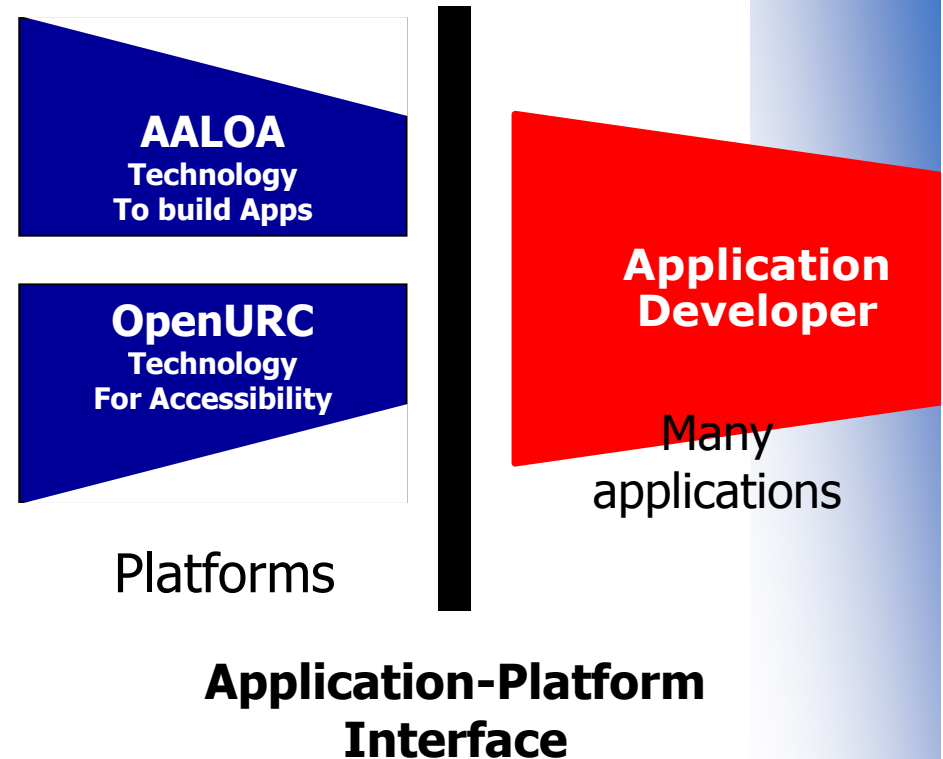 AALOA
Technology
To build Apps
OpenURC
Technology
For Accessibility
Platforms
Application
Developer
Many
applications
Application-Platform
Interface